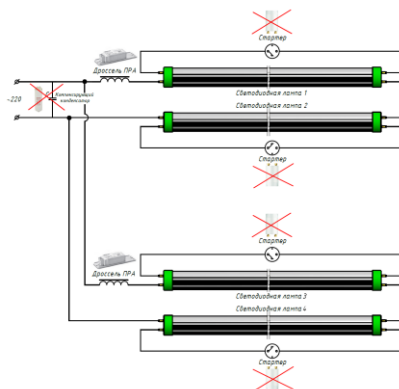 Стартер
Дроссель ПРА
Светодиодная лампа 1
~220
конденсатор
Светодиодная лампа 2
Стартер
Стартер
Дроссель ПРА
Светодиодная лампа 3
Светодиодная лампа 4
Стартер